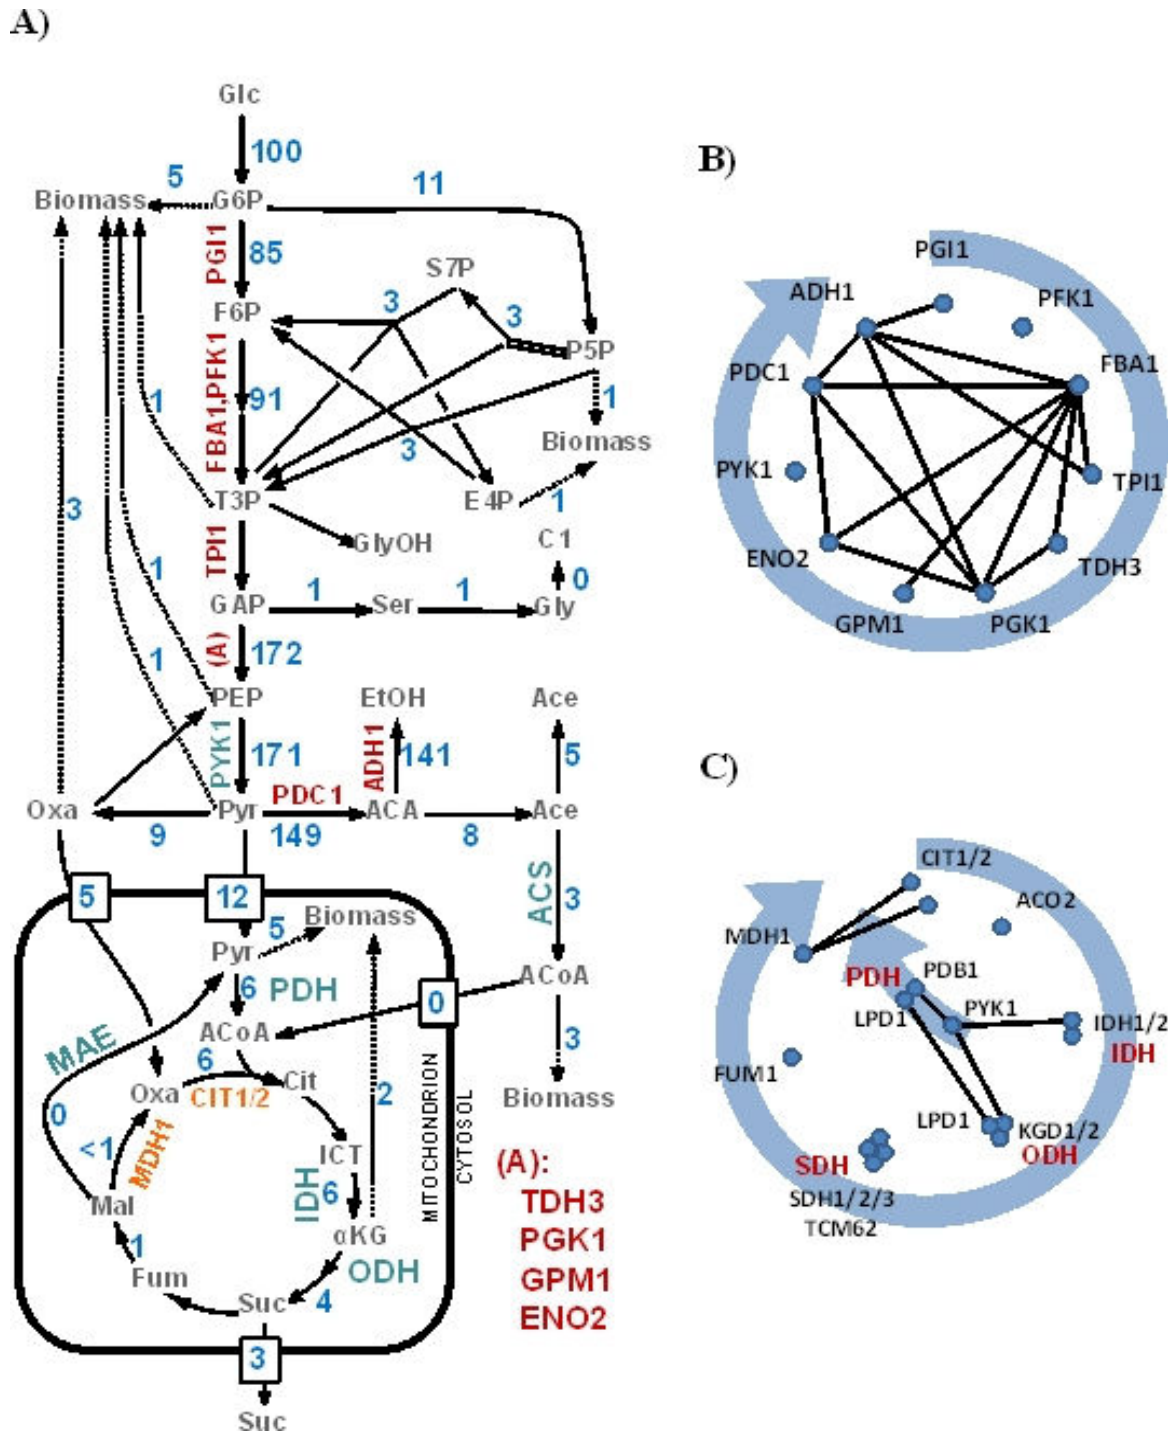 A)
Glc
100
Biomass
5
G6P
11
PGI1
85
S7P
F6P
3
3
P5P
FBA1,PFK1
91
1
1
3
Biomass
T3P
E4P
1
3
GlyOH
C1
TPI1
1
0
GAP
1
Ser
1
Gly
(A)
172
1
PEP
EtOH
Ace
PYK1
171
ADH1
141
5
Oxa
Pyr
PDC1
ACA
Ace
9
149
8
ACS
3
5
12
Biomass
5
Pyr
6
PDH
ACoA
0
ACoA
MAE
6
3
Oxa
CIT1/2
Cit
2
Biomass
0
<1
MDH1
ICT
MITOCHONDRION
CYTOSOL
IDH
6
Mal
αKG
1
ODH
Fum
Suc
4
3
Suc
(A):
TDH3
PGK1
GPM1
ENO2
B)
PGI1
ADH1
PFK1
PDC1
FBA1
PYK1
TPI1
ENO2
TDH3
GPM1
PGK1
C)
CIT1/2
ACO2
MDH1
PDH
PDB1
LPD1
PYK1
IDH1/2
IDH
FUM1
LPD1
KGD1/2
ODH
SDH
SDH1/2/3
TCM62